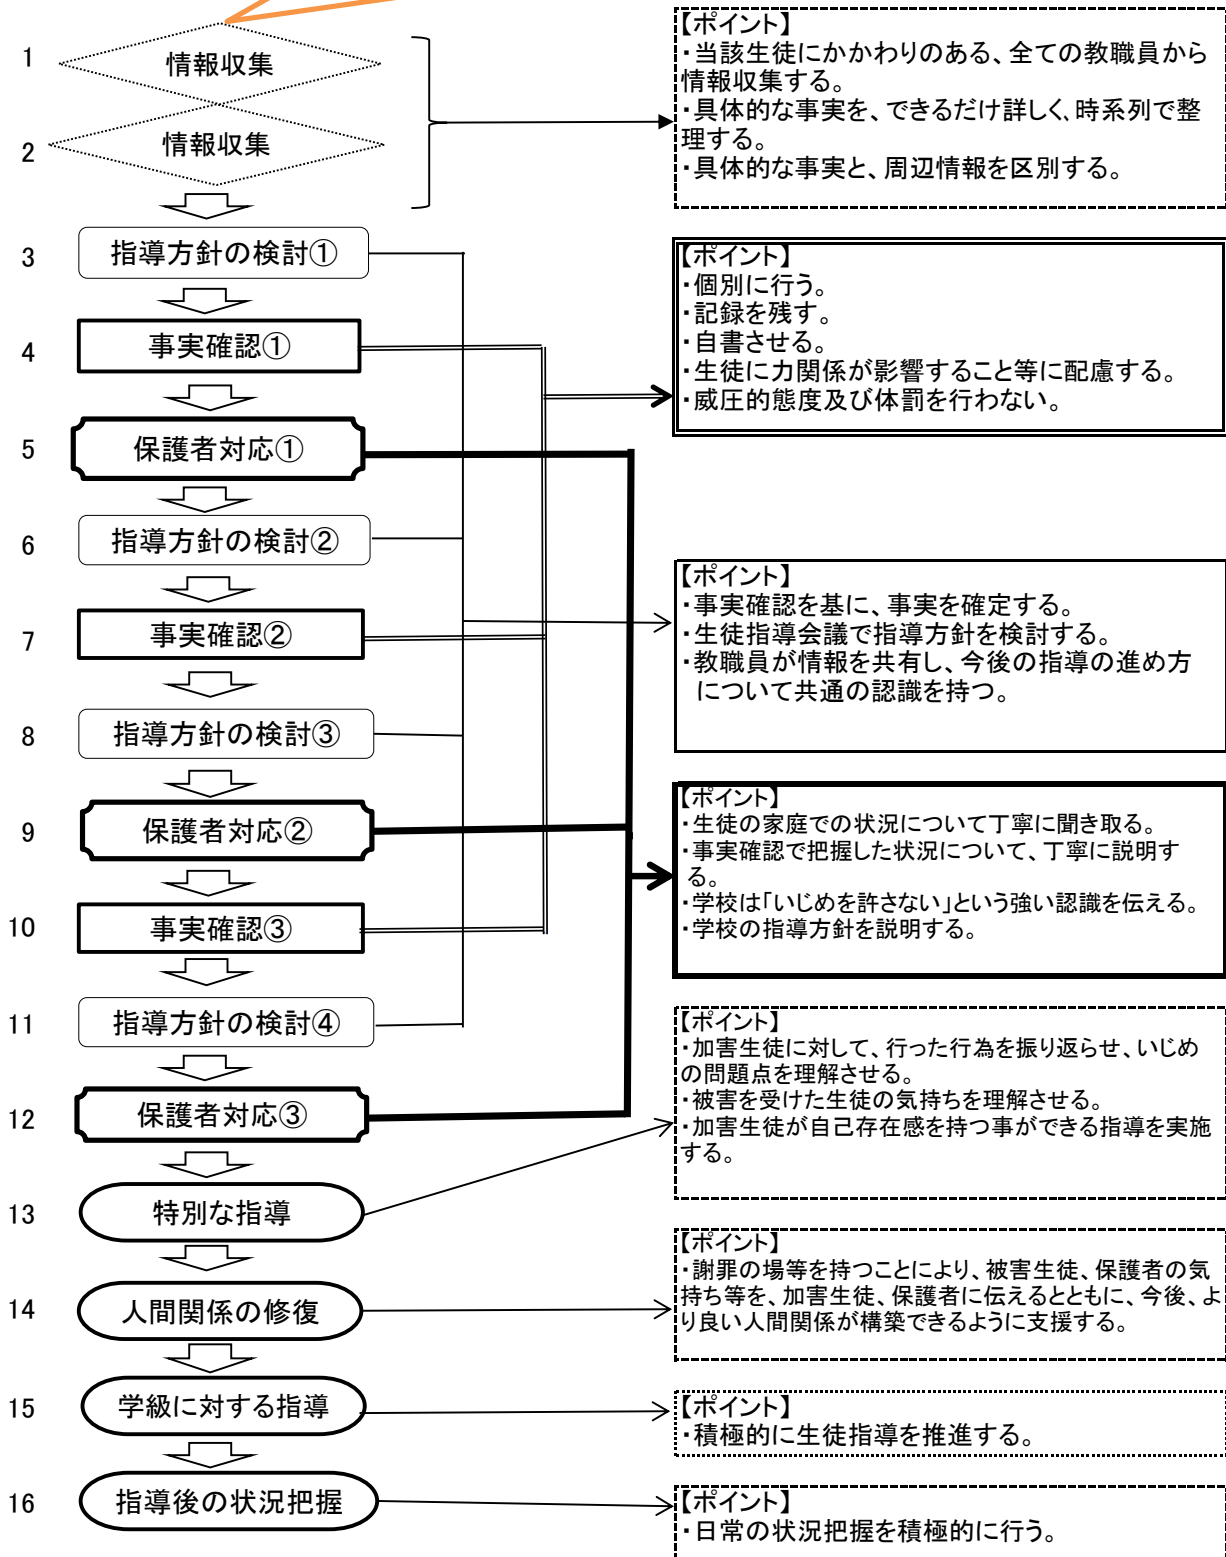 1
情報収集
2
情報収集
【ポイント】
・当該生徒にかかわりのある、全ての教職員から
情報収集する。
・具体的な事実を、できるだけ詳しく、時系列で整
理する。
・具体的な事実と、周辺情報を区別する。
3
指導方針の検討①
4
事実確認①
【ポイント】
・個別に行う。
・記録を残す。
・自書させる。
・生徒に力関係が影響すること等に配慮する。
・威圧的態度及び体罰を行わない。
5
保護者対応①
6
指導方針の検討②
7
事実確認②
【ポイント】
・事実確認を基に、事実を確定する。
・生徒指導会議で指導方針を検討する。
・教職員が情報を共有し、今後の指導の進め方
について共通の認識を持つ。
8
指導方針の検討③
9
保護者対応②
【ポイント】
・生徒の家庭での状況について丁寧に聞き取る。
・事実確認で把握した状況について、丁寧に説明す
る。
・学校は「いじめを許さない」という強い認識を伝える。
・学校の指導方針を説明する。
10
事実確認③
11
指導方針の検討④
12
保護者対応③
【ポイント】
・加害生徒に対して、行った行為を振り返らせ、いじめ
の問題点を理解させる。
・被害を受けた生徒の気持ちを理解させる。
・加害生徒が自己存在感を持つ事ができる指導を実施
する。
13
特別な指導
14
人間関係の修復
【ポイント】
・謝罪の場等を持つことにより、被害生徒、保護者の気
持ち等を、加害生徒、保護者に伝えるとともに、今後、よ
り良い人間関係が構築できるように支援する。
15
学級に対する指導
【ポイント】
・積極的に生徒指導を推進する。
16
指導後の状況把握
【ポイント】
・日常の状況把握を積極的に行う。